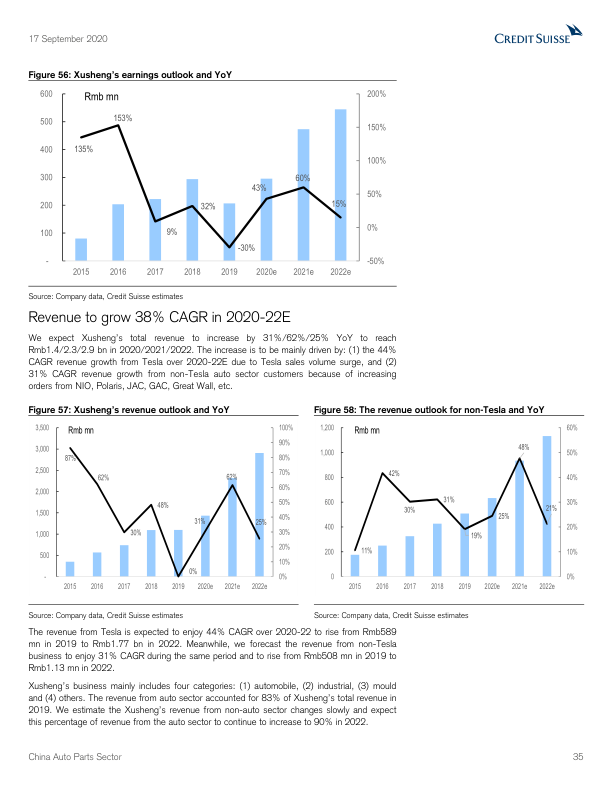 17 September 2020
CREDIT SUISSE
Figure 56: Xusheng's earnings outlook and YoY
600
500
400
300
200
100
-
Rmb mn
200%
150%
100%
50%
0%
-50%
135%
153%
9%
32%
-30%
43%
60%
15%
2015 2016 2017 2018 2019 2020e 2021e 2022e
Source: Company data, Credit Suisse estimates
Revenue to grow 38% CAGR in 2020-22E
We expect Xusheng's total revenue to increase by 31%/62%/25% YoY to reach
Rmb1.4/2.3/2.9 bn in 2020/2021/2022. The increase is to be mainly driven by: (1) the 44%
CAGR revenue growth from Tesla over 2020-22E due to Tesla sales volume surge, and (2)
31% CAGR revenue growth from non-Tesla auto sector customers because of increasing
orders from NIO, Polaris, JAC, GAC, Great Wall, etc.
Figure 57: Xusheng's revenue outlook and YoY
3,500
3,000
2,500
2,000
1,500
1,000
500
-
Rmb mn
100%
90%
80%
70%
60%
50%
40%
30%
20%
10%
0%
87%
62%
30%
48%
0%
31%
62%
25%
2015 2016 2017 2018 2019 2020e 2021e 2022e
Source: Company data, Credit Suisse estimates
Figure 58: The revenue outlook for non-Tesla and YoY
1,200
1,000
800
600
400
200
0
Rmb mn
60%
50%
40%
30%
20%
10%
0%
11%
42%
30%
31%
19%
25%
48%
21%
2015 2016 2017 2018 2019 2020e 2021e 2022e
Source: Company data, Credit Suisse estimates
The revenue from Tesla is expected to enjoy 44% CAGR over 2020-22 to rise from Rmb589
mn in 2019 to Rmb1.77 bn in 2022. Meanwhile, we forecast the revenue from non-Tesla
business to enjoy 31% CAGR during the same period and to rise from Rmb508 mn in 2019 to
Rmb1.13 mn in 2022.
Xusheng's business mainly includes four categories: (1) automobile, (2) industrial, (3) mould
and (4) others. The revenue from auto sector accounted for 83% of Xusheng's total revenue in
2019. We estimate the Xusheng's revenue from non-auto sector changes slowly and expect
this percentage of revenue from the auto sector to continue to increase to 90% in 2022.
China Auto Parts Sector
35